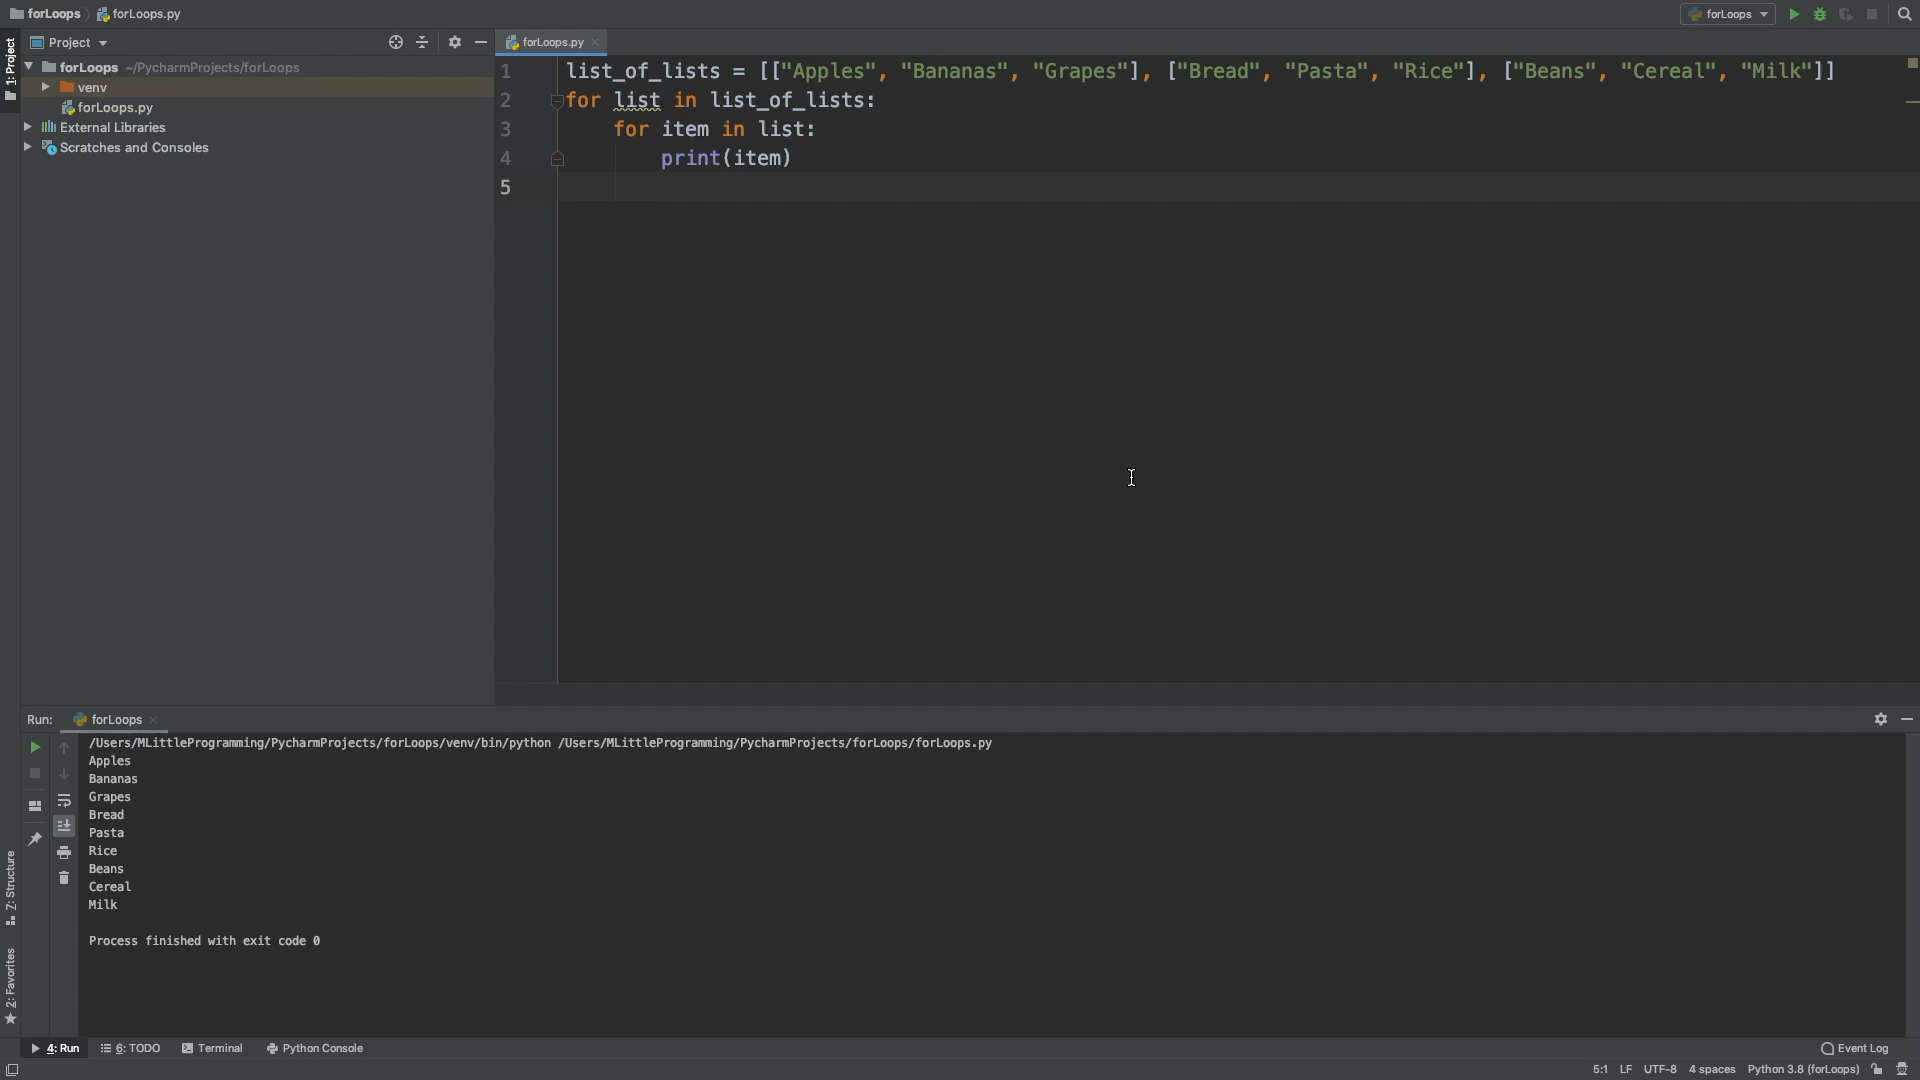 forLoops forLoops.py
forLoops
1: Project
Project
forLoops.py
forLoops ~/PycharmProjects/forLoops
venv
forLoops.py
External Libraries
Scratches and Consoles
1 list_of_lists = [["Apples", "Bananas", "Grapes"], ["Bread", "Pasta", "Rice"], ["Beans", "Cereal", "Milk"]]
2 for list in list_of_lists:
3 for item in list:
4 print(item)
5
Run: forLoops
/Users/MLittleProgramming/PycharmProjects/forLoops/venv/bin/python /Users/MLittleProgramming/PycharmProjects/forLoops/forLoops.py
Apples
Bananas
Grapes
Bread
Pasta
Rice
Beans
Cereal
Milk
Process finished with exit code 0
Z: Structure
2: Favorites
4: Run 6: TODO Terminal Python Console
Event Log
5:1 LF UTF-8 4 spaces Python 3.8 (forLoops)